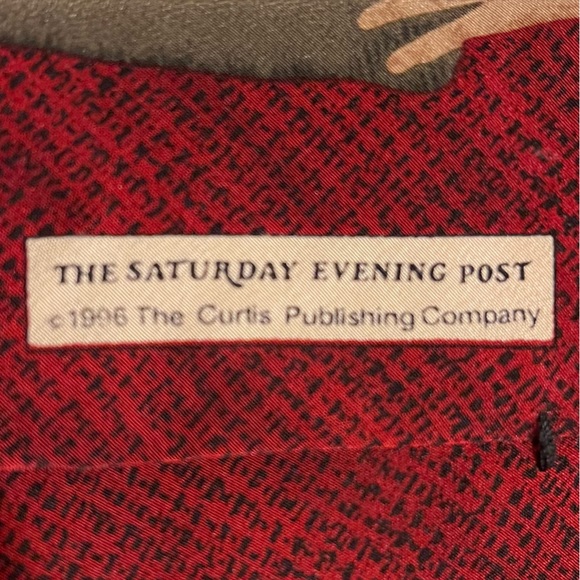 THE SATURDAY EVENING POST
©1996 The Curtis Publishing Company